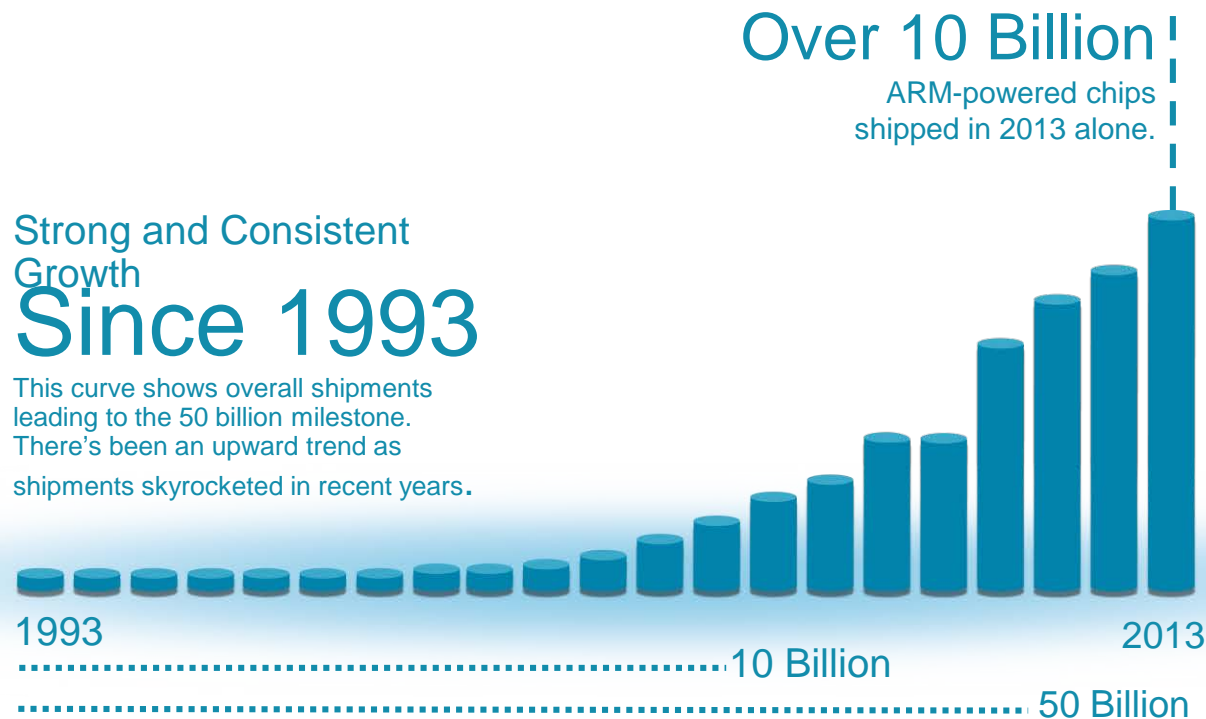 Over 10 Billion
ARM-powered chips
shipped in 2013 alone.
Strong and Consistent
Growth
Since 1993
This curve shows overall shipments
leading to the 50 billion milestone.
There’s been an upward trend as
shipments skyrocketed in recent years.
1993
2013
10 Billion
50 Billion